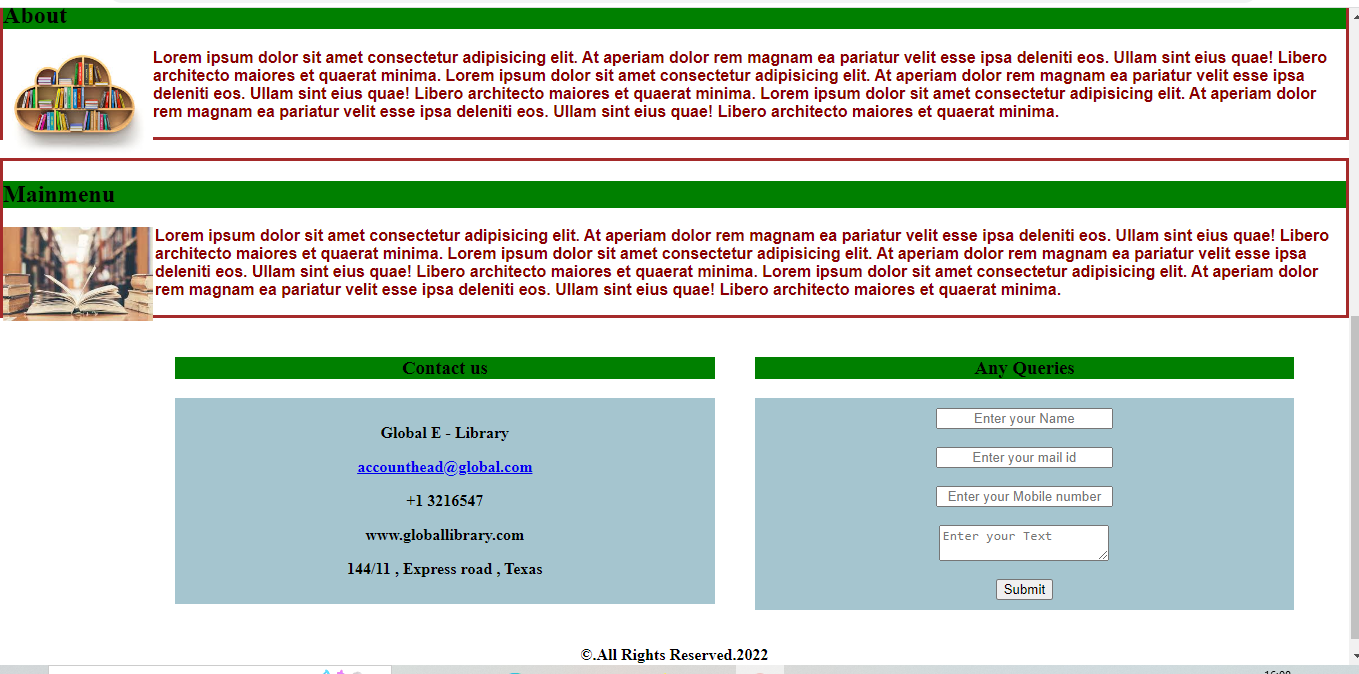 About
Lorem ipsum dolor sit amet consectetur adipisicing elit. At aperiam dolor rem magnam ea pariatur velit esse ipsa deleniti eos. Ullam sint eius quae! Libero
architecto maiores et quaerat minima. Lorem ipsum dolor sit amet consectetur adipisicing elit. At aperiam dolor rem magnam ea pariatur velit esse ipsa
deleniti eos. Ullam sint eius quae! Libero architecto maiores et quaerat minima. Lorem ipsum dolor sit amet consectetur adipisicing elit. At aperiam dolor
rem magnam ea pariatur velit esse ipsa deleniti eos. Ullam sint eius quae! Libero architecto maiores et quaerat minima.
Mainmenu
Lorem ipsum dolor sit amet consectetur adipisicing elit. At aperiam dolor rem magnam ea pariatur velit esse ipsa deleniti eos. Ullam sint eius quae! Libero
architecto maiores et quaerat minima. Lorem ipsum dolor sit amet consectetur adipisicing elit. At aperiam dolor rem magnam ea pariatur velit esse ipsa
deleniti eos. Ullam sint eius quae! Libero architecto maiores et quaerat minima. Lorem ipsum dolor sit amet consectetur adipisicing elit. At aperiam dolor
rem magnam ea pariatur velit esse ipsa deleniti eos. Ullam sint eius quae! Libero architecto maiores et quaerat minima.
Contact us
Global E - Library
accounthead@global.com
+1 3216547
www.globallibrary.com
144/11 , Express road , Texas
Any Queries
Enter your Name
Enter your mail id
Enter your Mobile number
Enter your Text
Submit
©.All Rights Reserved.2022